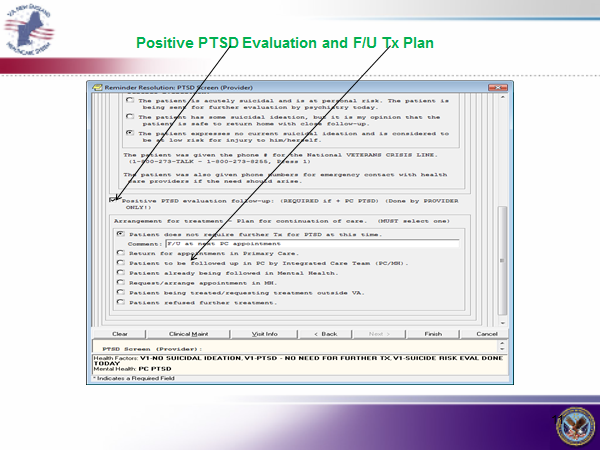 VA NEW ENGLAND
HEALTHCARE SYSTEM
Positive PTSD Evaluation and F/U Tx Plan
Reminder Resolution: PTSD Screen (Provider)
The patient is acutely suicidal and is at personal risk. The patient is
being sent for further evaluation by psychiatry today.
The patient has some suicidal ideation, but it is my opinion that the
patient is safe to return home with close follow-up.
The patient expresses no current suicidal ideation and is considered to
be at low risk for injury to him/herself.
The patient was given the phone # for the National VETERANS CRISIS LINE.
(1-800-273-TALK - 1-800-273-8255, Press 1)
The patient was also given phone numbers for emergency contact with health
care providers if the need should arise.
Positive PTSD evaluation follow-up: (REQUIRED if + PC PTSD) (Done by PROVIDER
ONLY!)
Arrangement for treatment - Plan for continuation of care. (MUST select one)
Patient does not require further Tx for PTSD at this time.
Comment: F/U at next PC appointment
Return for appointment in Primary Care.
Patient to be followed up in PC by Integrated Care Team (PC/MH).
Patient already being followed in Mental Health.
Request/arrange appointment in MH.
Patient being treated/requesting treatment outside VA.
Patient refused further treatment.
Clear Clinical Maint Visit Info < Back Next > Finish Cancel
PTSD Screen (Provider):
Health Factors: V1-NO SUICIDAL IDEATION, V1-PTSD - NO NEED FOR FURTHER TX, V1-SUICIDE RISK EVAL DONE
TODAY
Mental Health: PC PTSD
* Indicates a Required Field
11